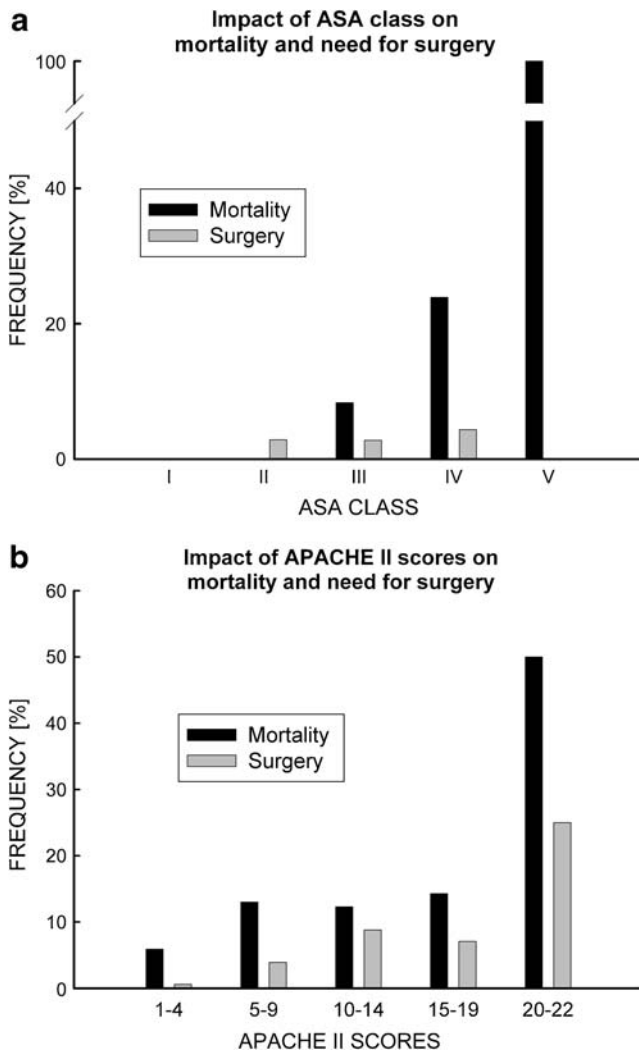 a
Impact of ASA class on
mortality and need for surgery
100
40
20
0
FREQUENCY [%]
Mortality
Surgery
I II III IV V
ASA CLASS
b
Impact of APACHE II scores on
mortality and need for surgery
60
50
40
30
20
10
0
FREQUENCY [%]
Mortality
Surgery
1-4 5-9 10-14 15-19 20-22
APACHE II SCORES